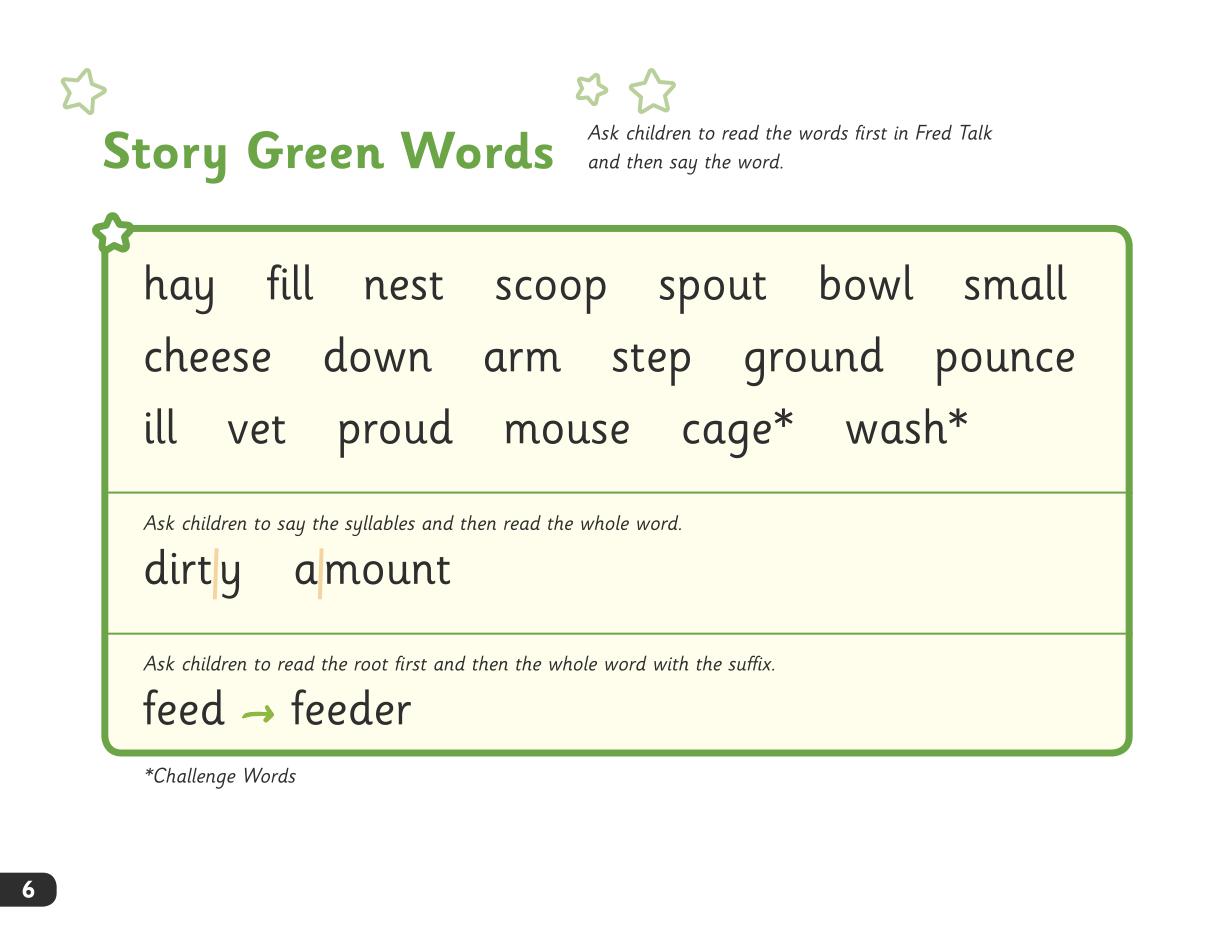 Story Green Words
Ask children to read the words first in Fred Talk
and then say the word.
hay fill nest scoop spout bowl small
cheese down arm step ground pounce
ill vet proud mouse cage* wash*
Ask children to say the syllables and then read the whole word.
dirt|y a|mount
Ask children to read the root first and then the whole word with the suffix.
feed → feeder
*Challenge Words
6